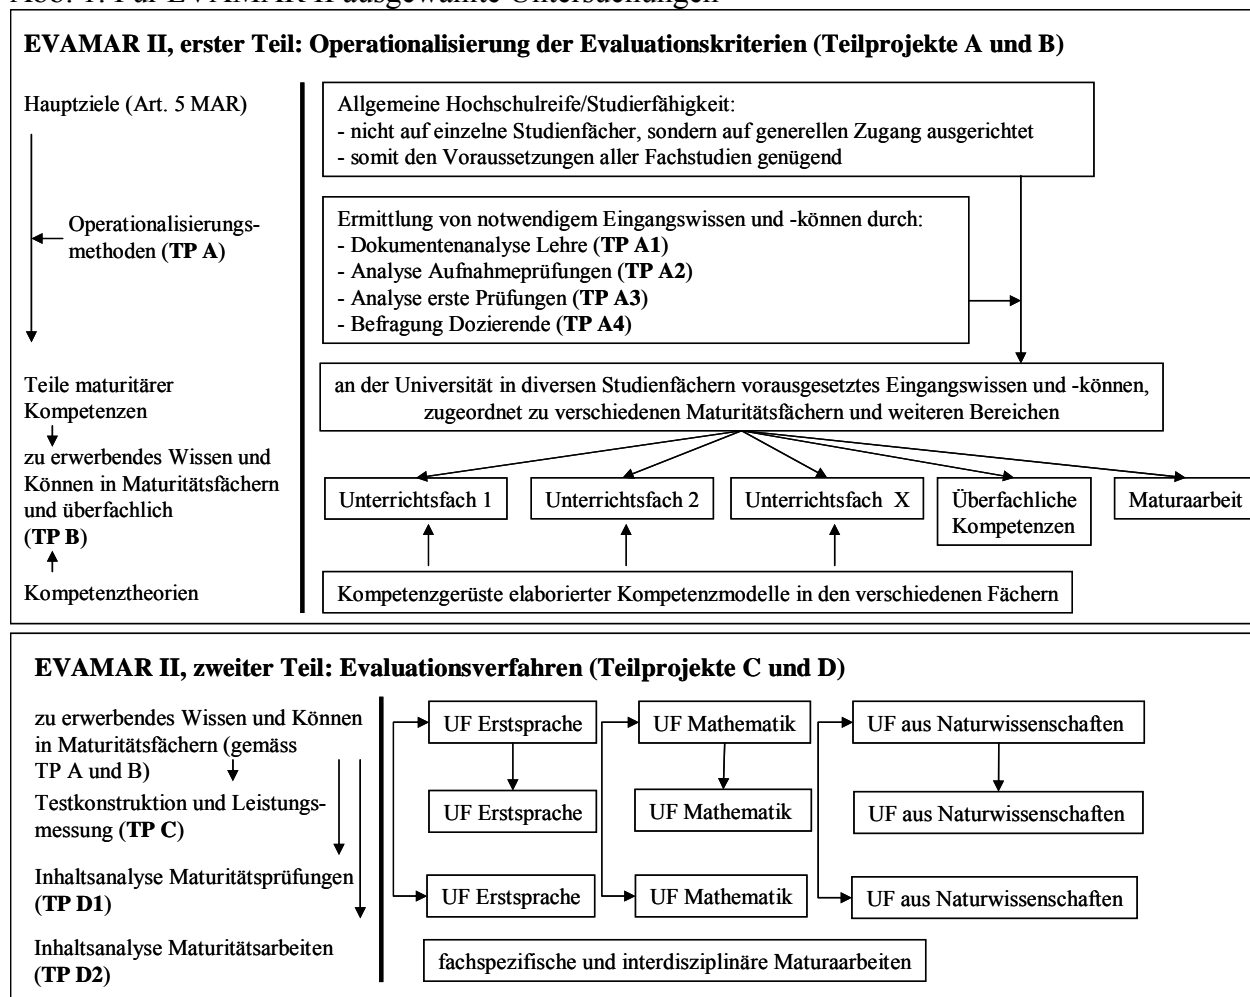 Abb. 1: Für EVAMAR II ausgewählte Untersuchungen
EVAMAR II, erster Teil: Operationalisierung der Evaluationskriterien (Teilprojekte A und B)
Hauptziele (Art. 5 MAR)
Allgemeine Hochschulreife/Studierfähigkeit:
- nicht auf einzelne Studienfächer, sondern auf generellen Zugang ausgerichtet
- somit den Voraussetzungen aller Fachstudien genügend
Operationalisierungs-
methoden (TP A)
Ermittlung von notwendigem Eingangswissen und -können durch:
- Dokumentenanalyse Lehre (TP A1)
- Analyse Aufnahmeprüfungen (TP A2)
- Analyse erste Prüfungen (TP A3)
- Befragung Dozierende (TP A4)
Teile maturitärer
Kompetenzen
an der Universität in diversen Studienfächern vorausgesetztes Eingangswissen und -können,
zugeordnet zu verschiedenen Maturitätsfächern und weiteren Bereichen
zu erwerbendes Wissen und
Können in Maturitätsfächern
und überfachlich
(TP B)
Unterrichtsfach 1
Unterrichtsfach 2
Unterrichtsfach X
Überfachliche
Kompetenzen
Maturaarbeit
Kompetenztheorien
Kompetenzgerüste elaborierter Kompetenzmodelle in den verschiedenen Fächern
EVAMAR II, zweiter Teil: Evaluationsverfahren (Teilprojekte C und D)
zu erwerbendes Wissen und Können
in Maturitätsfächern (gemäss
TP A und B)
UF Erstsprache
UF Mathematik
UF aus Naturwissenschaften
Testkonstruktion und Leistungs-
messung (TP C)
UF Erstsprache
UF Mathematik
UF aus Naturwissenschaften
Inhaltsanalyse Maturitätsprüfungen
(TP D1)
UF Erstsprache
UF Mathematik
UF aus Naturwissenschaften
Inhaltsanalyse Maturitätsarbeiten
(TP D2)
fachspezifische und interdisziplinäre Maturaarbeiten